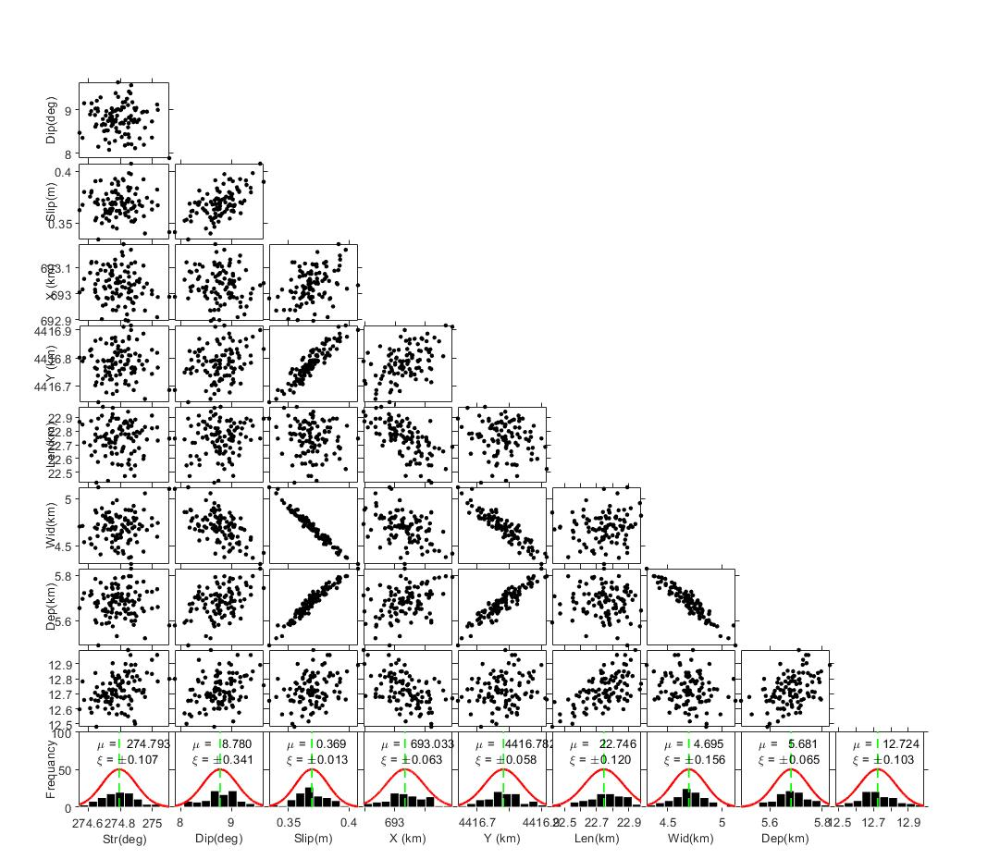 Dip(deg)
9
8
Slip(m)
0.4
0.35
X (km)
693.1
693
692.9
Y (km)
4416.9
4416.8
4416.7
Len(km)
22.9
22.8
22.7
22.6
22.5
Wid(km)
5
4.5
Dep(km)
5.8
5.6
12.9
12.8
12.7
12.6
12.5
Frequancy
100
50
0
μ = 274.793
ξ = ±0.107
μ = 8.780
ξ = ±0.341
μ = 0.369
ξ = ±0.013
μ = 693.033
ξ = ±0.063
μ = 4416.782
ξ = ±0.058
μ = 22.746
ξ = ±0.120
μ = 4.695
ξ = ±0.156
μ = 5.681
ξ = ±0.065
μ = 12.724
ξ = ±0.103
274.6 274.8 275
8 9
0.35 0.4
693
4416.7 4416.9
22.5 22.7 22.9
4.5 5
5.6 5.8
12.5 12.7 12.9
Str(deg) Dip(deg) Slip(m) X (km) Y (km) Len(km) Wid(km) Dep(km)